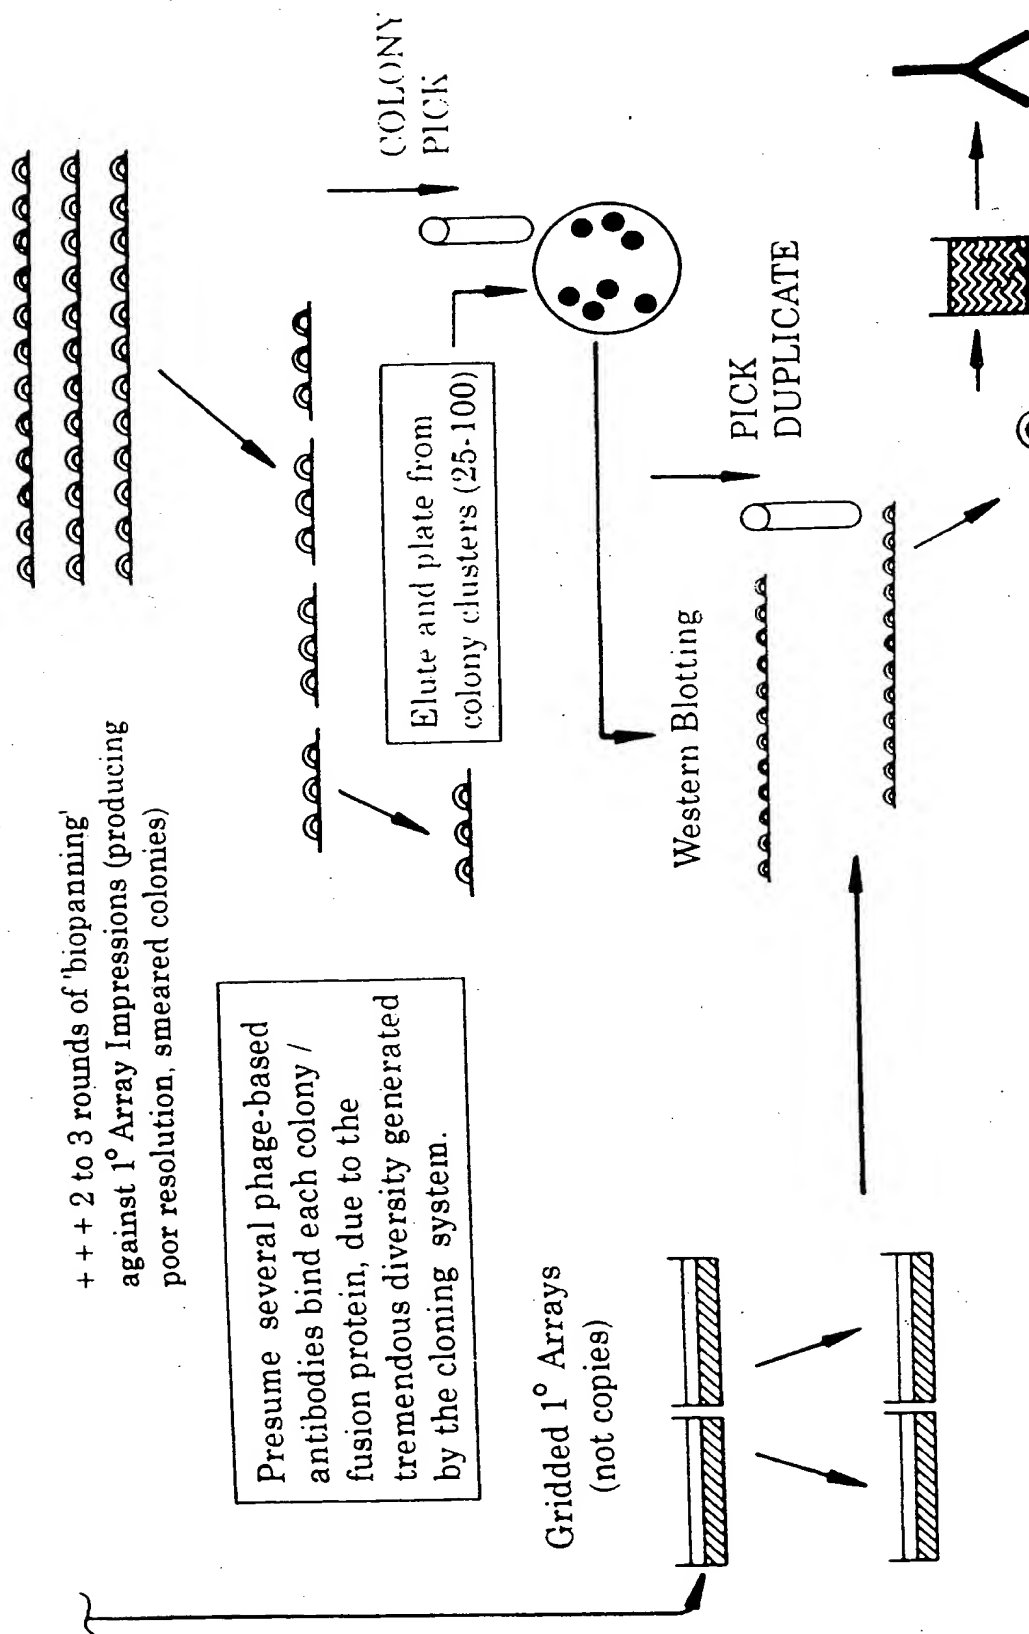 + + + 2 to 3 rounds of 'biopanning'
against 1° Array Impressions (producing
poor resolution, smeared colonies)
Presume several phage-based
antibodies bind each colony /
fusion protein, due to the
tremendous diversity generated
by the cloning system.
Elute and plate from
colony clusters (25-100)
COLONY
PICK
Gridded 1° Arrays
(not copies)
Western Blotting
PICK
DUPLICATE